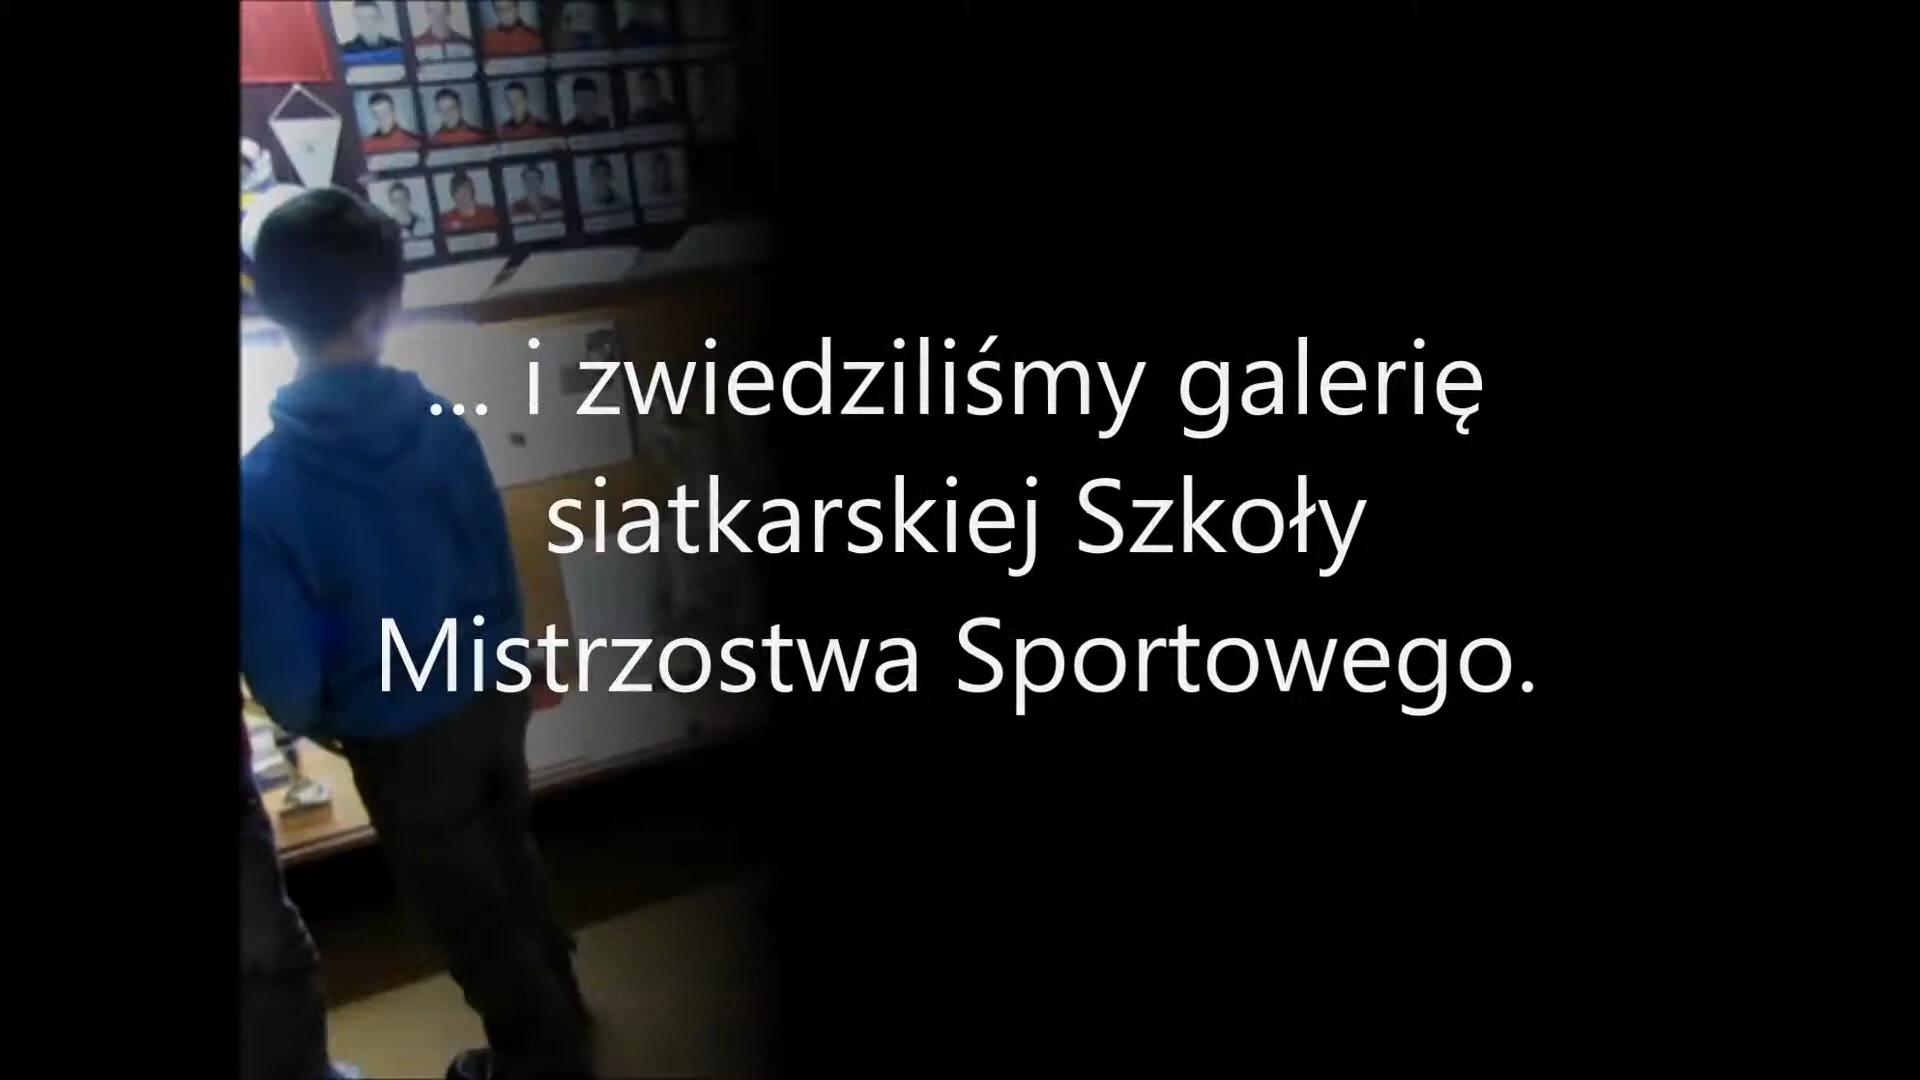 ... i zwiedziliśmy galerię
siatkarskiej Szkoły
Mistrzostwa Sportowego.